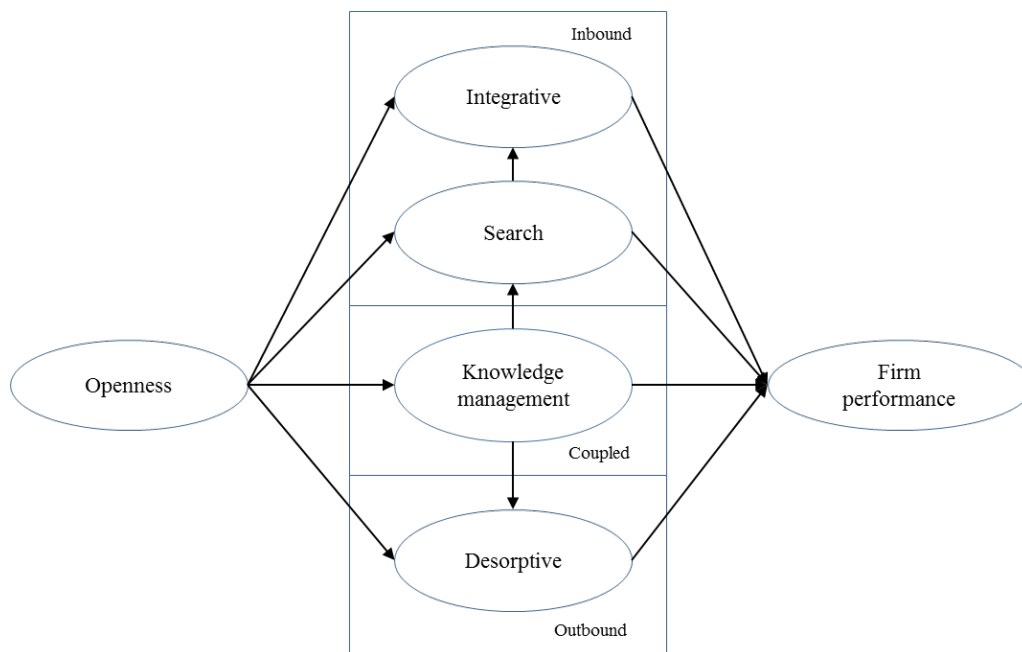 Inbound
Integrative
Search
Openness
Knowledge
management
Firm
performance
Coupled
Desorptive
Outbound